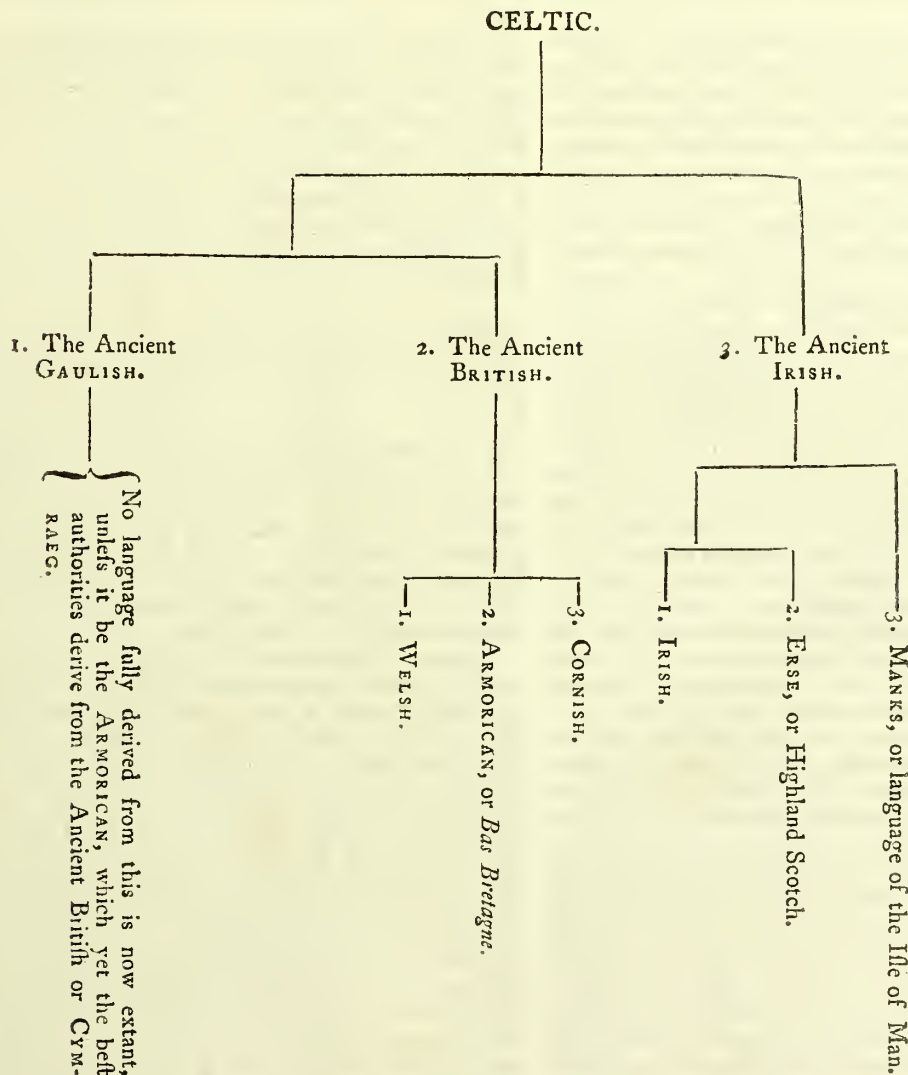 CELTIC.
1. The Ancient
GAULISH.
2. The Ancient
BRITISH.
3. The Ancient
IRISH.
No language fully derived from this is now extant,
unleſs it be the ARMORICAN, which yet the beſt
authorities derive from the Ancient Britiſh or CYM-
RAEG.
1. WELSH.
2. ARMORICAN, or Bas Bretagne.
3. CORNISH.
1. IRISH.
2. ERSE, or Highland Scotch.
3. MANKS, or language of the Iſle of Man.